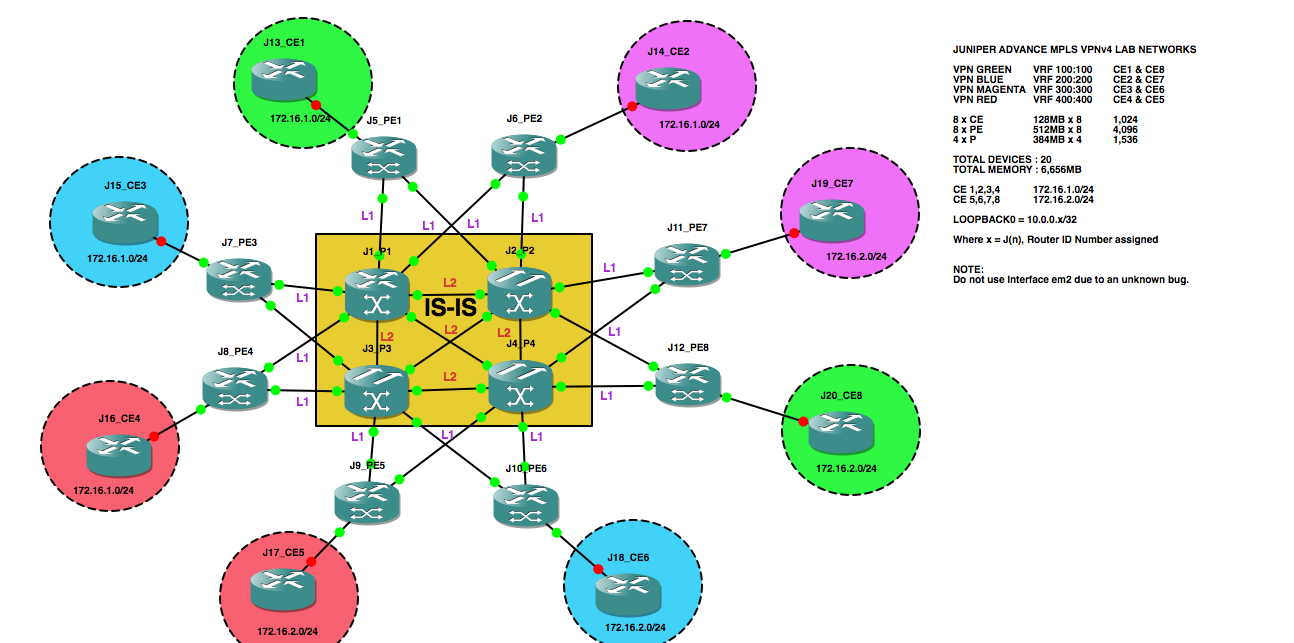 J13_CE1
172.16.1.0/24
J14_CE2
172.16.1.0/24
J5_PE1
J6_PE2
J15_CE3
172.16.1.0/24
J19_CE7
172.16.2.0/24
J7_PE3
J11_PE7
L1
L1
L1
L1
J1_P1
J2_P2
L1
L2
L1
IS-IS
L2
L2
L2
L1
J3_P3
J4_P4
J8_PE4
L1
J12_PE8
L2
L1
L1
J16_CE4
172.16.1.0/24
J20_CE8
172.16.2.0/24
L1
L1
L1
J9_PE5
J10_PE6
J17_CE5
172.16.2.0/24
J18_CE6
172.16.2.0/24
JUNIPER ADVANCE MPLS VPNv4 LAB NETWORKS
VPN GREEN VRF 100:100 CE1 & CE8
VPN BLUE VRF 200:200 CE2 & CE7
VPN MAGENTA VRF 300:300 CE3 & CE6
VPN RED VRF 400:400 CE4 & CE5
8 x CE 128MB x 8 1,024
8 x PE 512MB x 8 4,096
4 x P 384MB x 4 1,536
TOTAL DEVICES : 20
TOTAL MEMORY : 6,656MB
CE 1,2,3,4 172.16.1.0/24
CE 5,6,7,8 172.16.2.0/24
LOOPBACK0 = 10.0.0.x/32
Where x = J(n), Router ID Number assigned
NOTE:
Do not use Interface em2 due to an unknown bug.